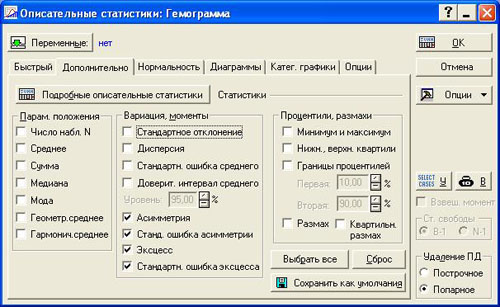 Описательные статистики: Гемограмма
Переменные: нет
OK
Быстрый Дополнительно Нормальность Диаграммы Катег. графики Опции
Отмена
Подробные описательные статистики Статистики
Опции
Парам. положения
Число набл. N
Среднее
Сумма
Медиана
Мода
Геометр.среднее
Гармонич.среднее
Вариация, моменты
Стандартное отклонение
Дисперсия
Стандартн. ошибка среднего
Доверит. интервал среднего
Уровень: 95,00 %
Асимметрия
Станд. ошибка асимметрии
Эксцесс
Стандартн. ошибка эксцесса
Процентили, размахи
Минимум и максимум
Нижн., верхн. квартили
Границы процентилей
Первая: 10,00 %
Вторая: 90,00 %
Размах Квартильн. размах
Выбрать все Сброс
Сохранить как умолчания
SELECT CASES У В
Взвеш. момент
Ст. свободы
В-1 N-1
Удаление ПД
Построчное
Попарное